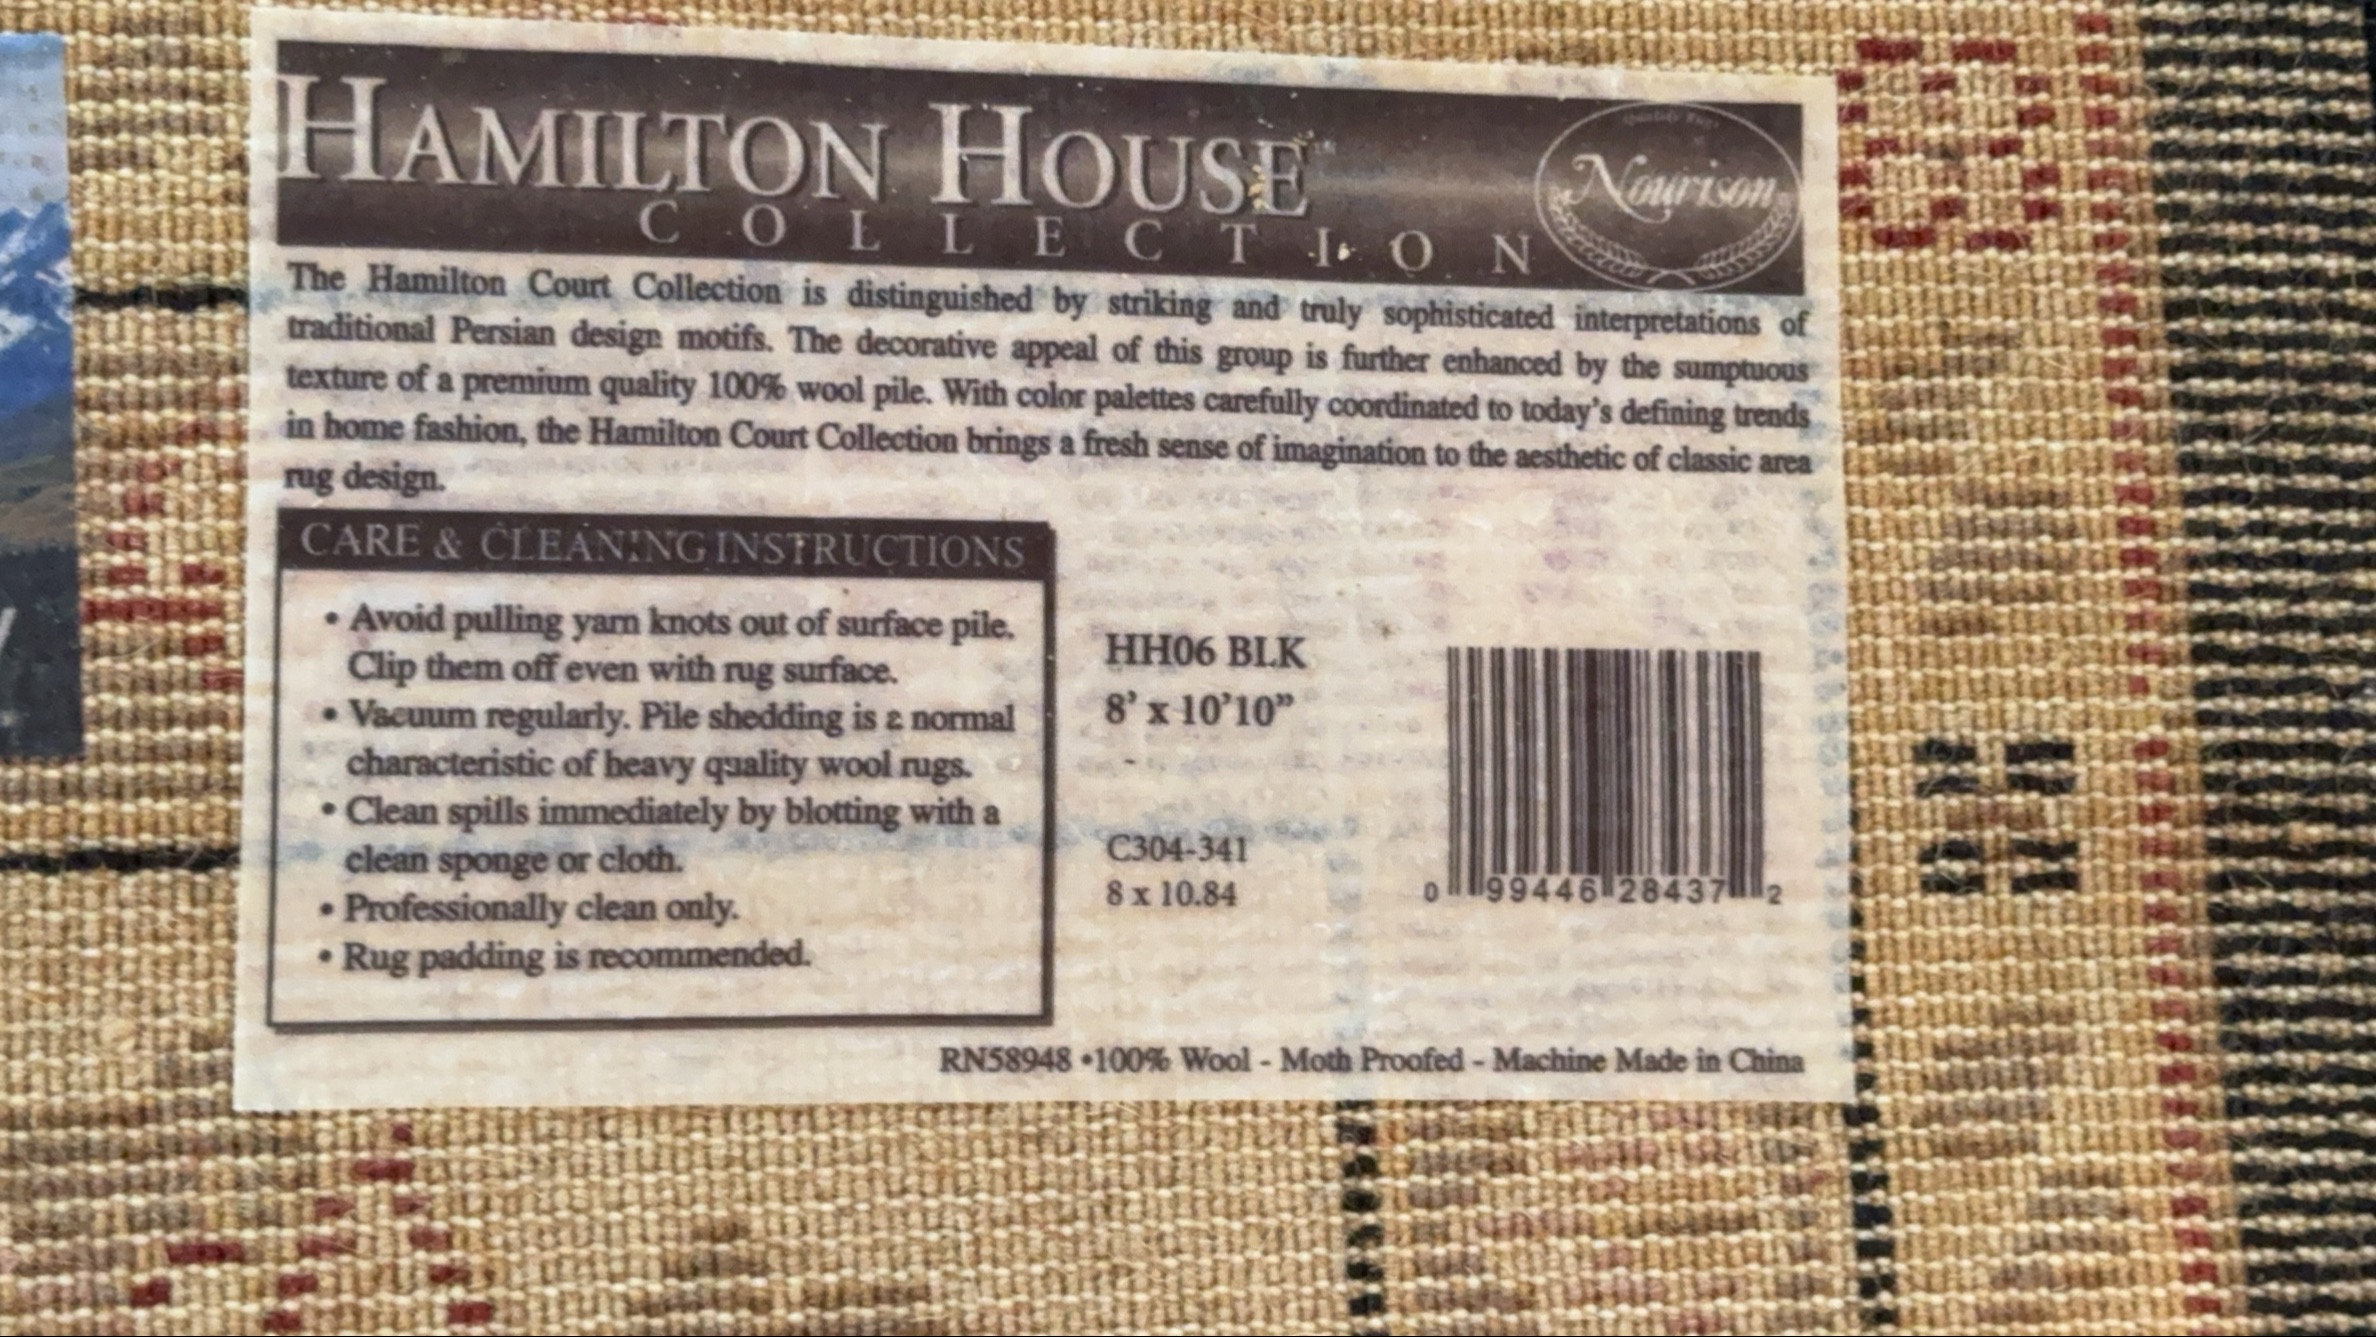 HAMILTON HOUSE
COLLECTION
Nourison
The Hamilton Court Collection is distinguished by striking and truly sophisticated interpretations of
traditional Persian design motifs. The decorative appeal of this group is further enhanced by the sumptuous
texture of a premium quality 100% wool pile. With color palettes carefully coordinated to today's defining trends
in home fashion, the Hamilton Court Collection brings a fresh sense of imagination to the aesthetic of classic area
rug design.
CARE & CLEANING INSTRUCTIONS
• Avoid pulling yarn knots out of surface pile.
Clip them off even with rug surface.
• Vacuum regularly. Pile shedding is a normal
characteristic of heavy quality wool rugs.
• Clean spills immediately by blotting with a
clean sponge or cloth.
• Professionally clean only.
• Rug padding is recommended.
HH06 BLK
8' x 10'10"
-
C304-341
8 x 10.84
0 99446 28437 2
RN58948 •100% Wool - Moth Proofed - Machine Made in China